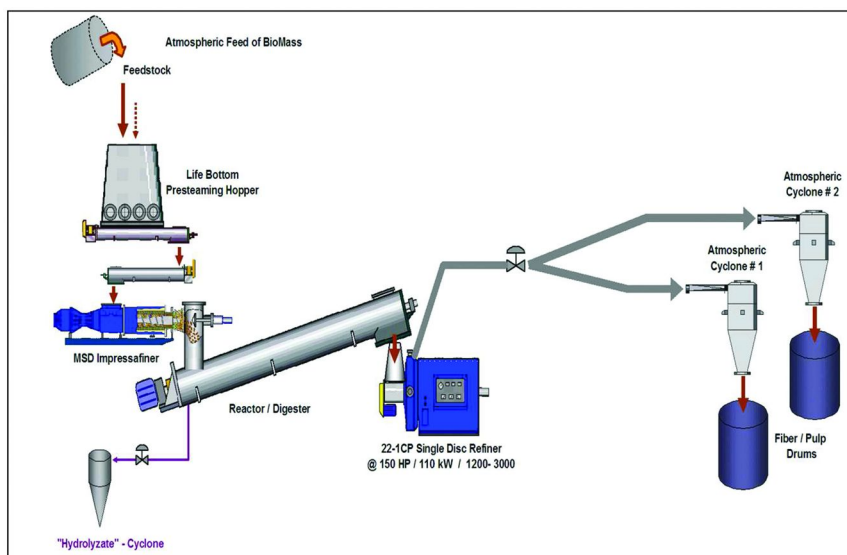 Atmospheric Feed of BioMass
Feedstock
Life Bottom
Presteaming Hopper
Atmospheric
Cyclone # 2
Atmospheric
Cyclone # 1
MSD Impressafiner
Reactor / Digester
22-1CP Single Disc Refiner
@ 150 HP / 110 kW / 1200- 3000
Fiber / Pulp
Drums
"Hydrolyzate" - Cyclone